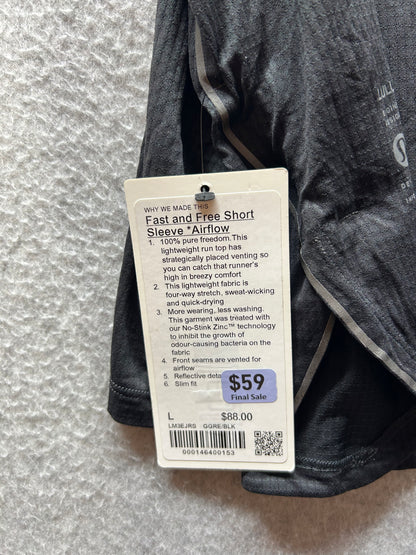 WHY WE MADE THIS
Fast and Free Short
Sleeve *Airflow
1. 100% pure freedom. This
lightweight run top has
strategically placed venting so
you can catch that runner's
high in breezy comfort
2. This lightweight fabric is
four-way stretch, sweat-wicking
and quick-drying
3. More wearing, less washing.
This garment was treated with
our No-Stink Zinc™ technology
to inhibit the growth of
odour-causing bacteria on the
fabric
4. Front seams are vented for
airflow
5. Reflective
6. Slim fit
$59
Final Sale
L $88.00
LM3EJRS GGRE/BLK
000146400153